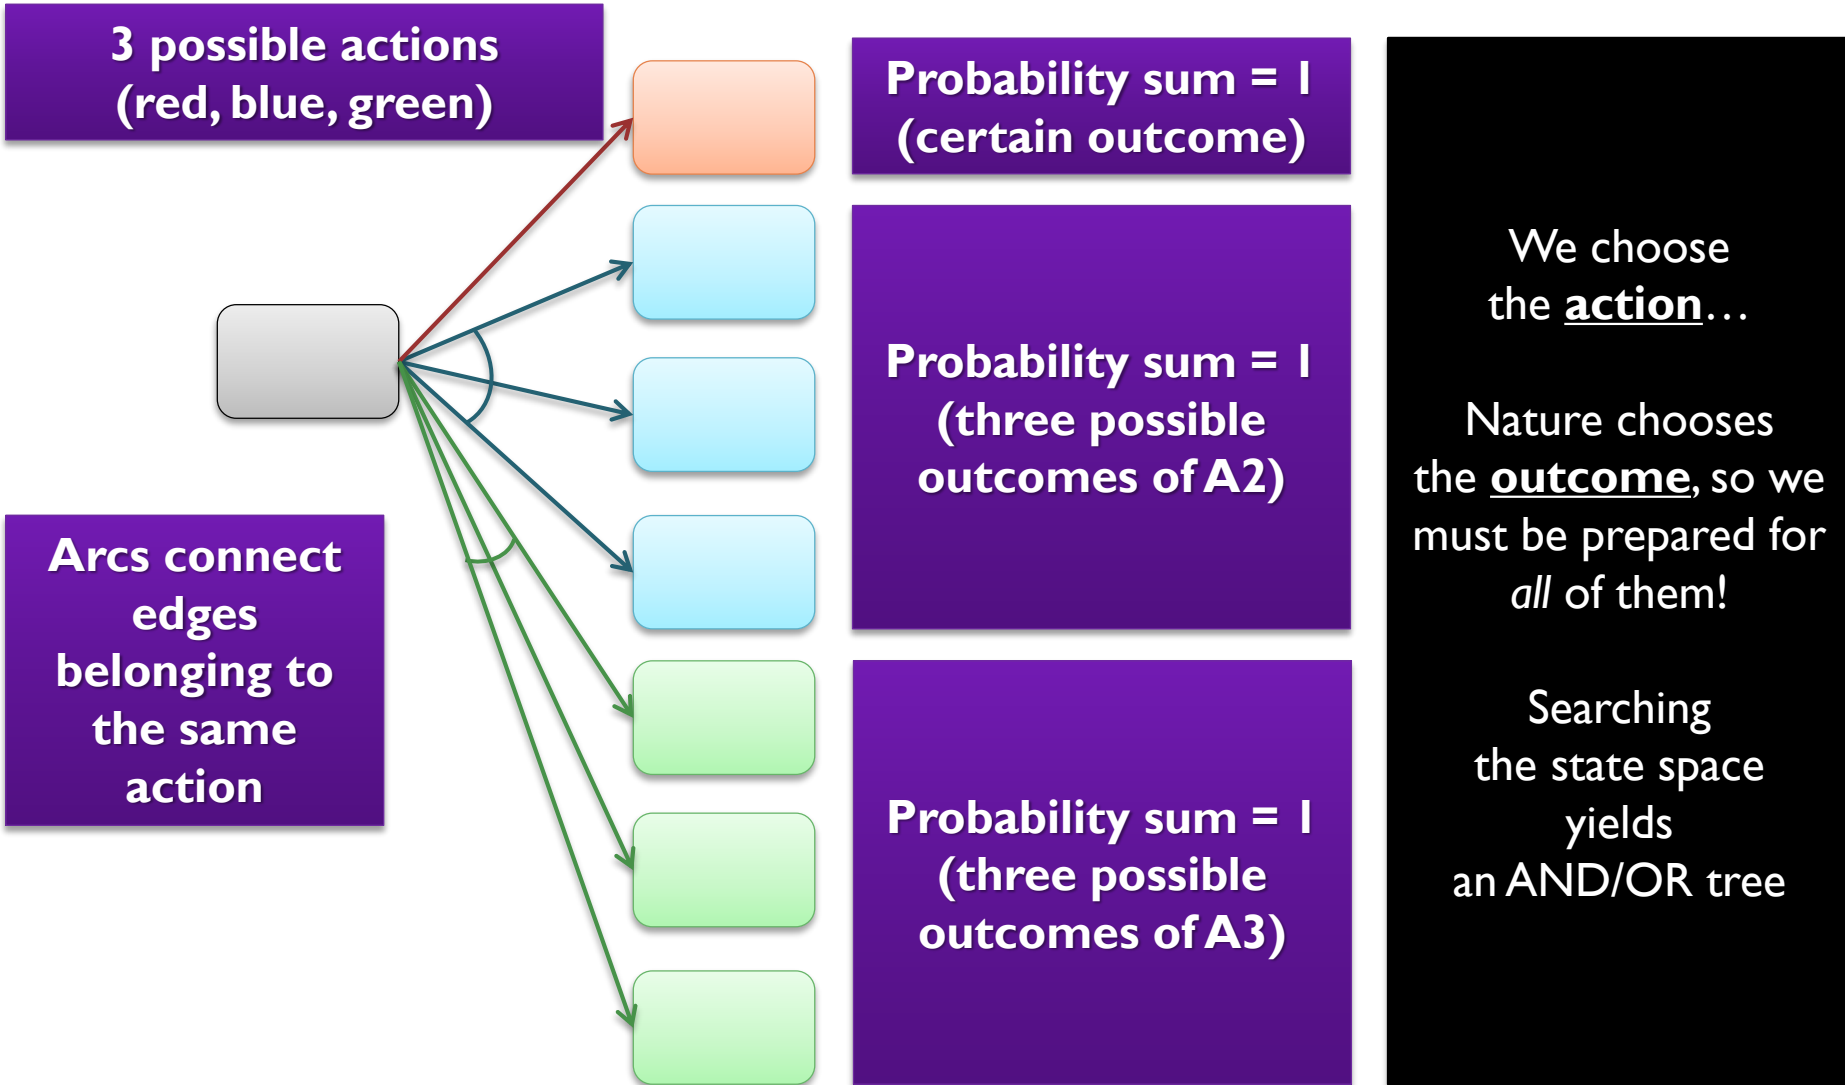 3 possible actions
(red, blue, green)
Arcs connect
edges
belonging to
the same
action
Probability sum = 1
(certain outcome)
Probability sum = 1
(three possible
outcomes of A2)
Probability sum = 1
(three possible
outcomes of A3)
We choose
the action…
Nature chooses
the outcome, so we
must be prepared for
all of them!
Searching
the state space
yields
an AND/OR tree